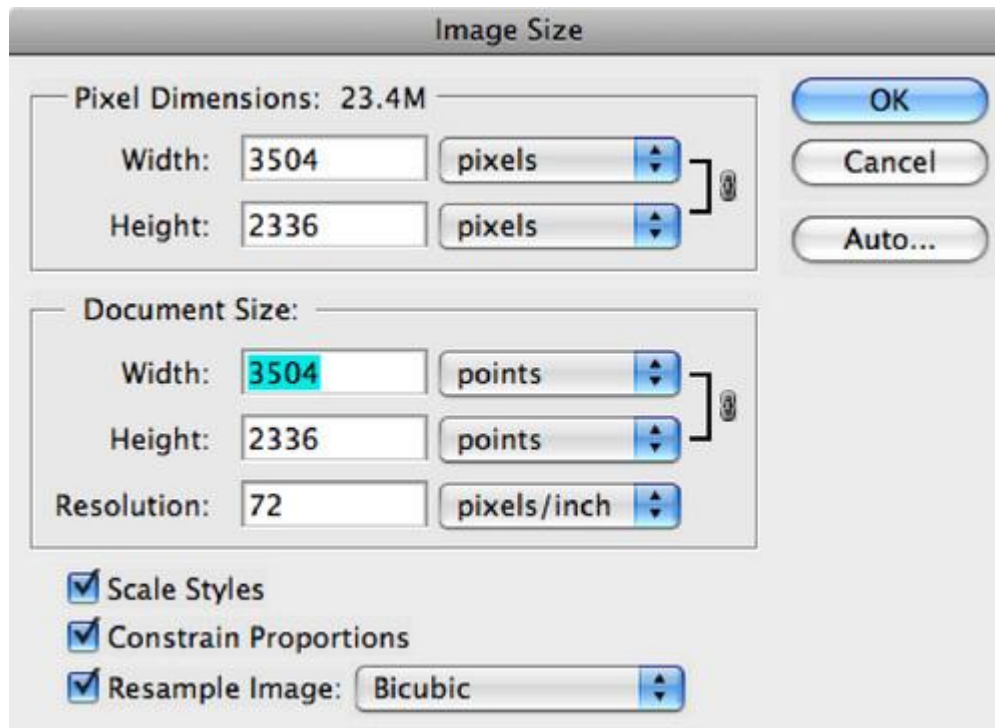 Image Size
Pixel Dimensions: 23.4M
OK
Width: 3504 pixels
Cancel
Height: 2336 pixels
Auto...
Document Size:
Width: 3504 points
Height: 2336 points
Resolution: 72 pixels/inch
Scale Styles
Constrain Proportions
Resample Image: Bicubic